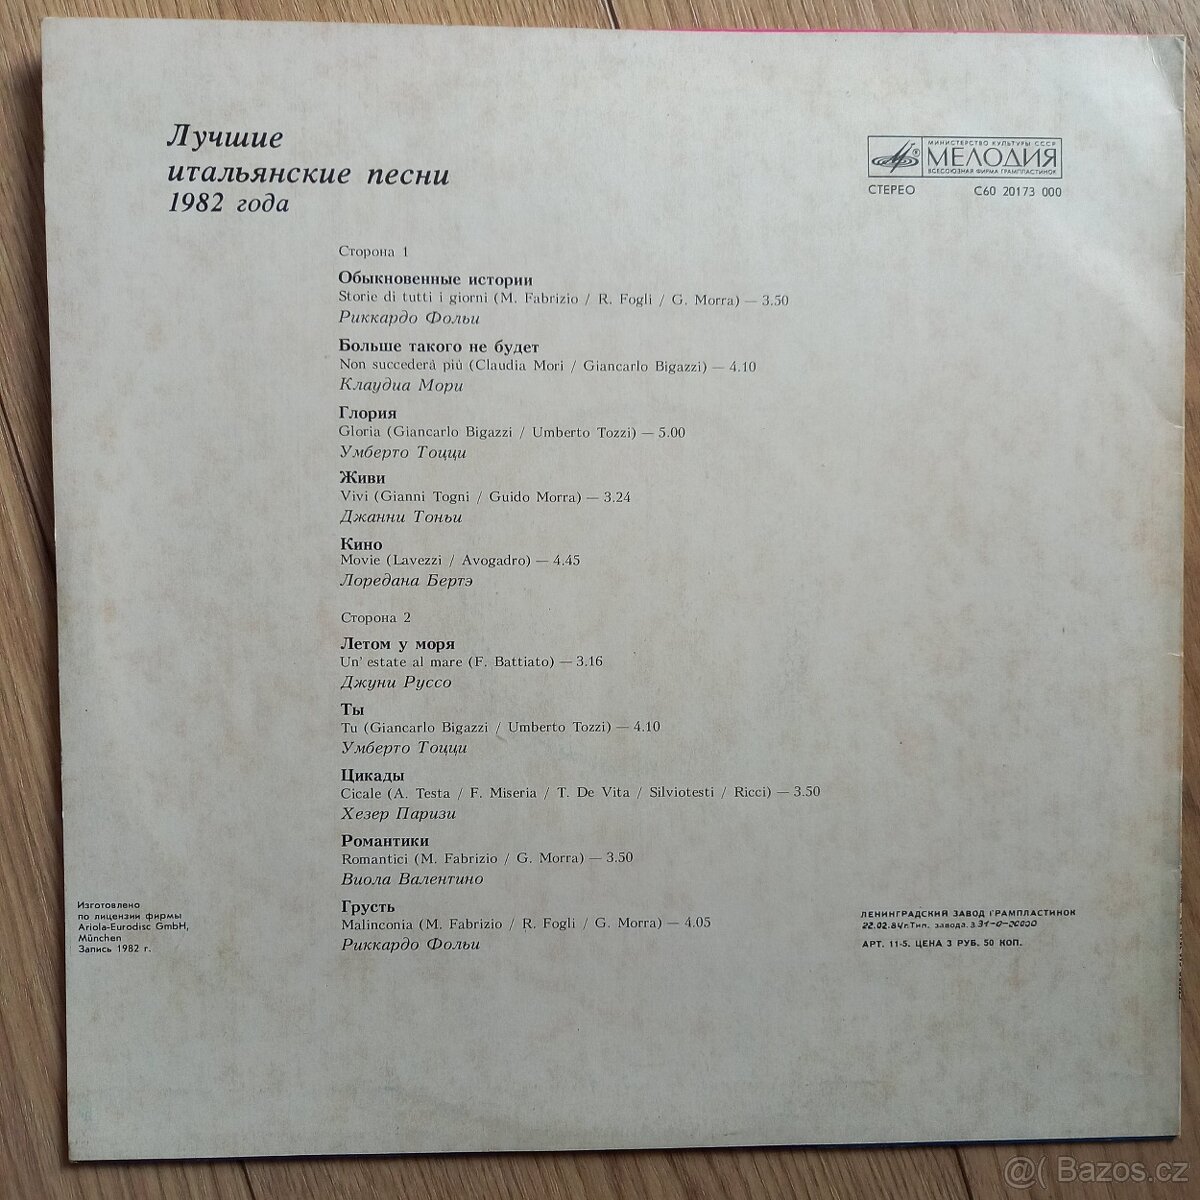 Лучшие
итальянские песни
1982 года
МИНИСТЕРСТВО КУЛЬТУРЫ СССР
МЕЛОДИЯ
ВСЕСОЮЗНАЯ ФИРМА ГРАМПЛАСТИНОК
СТЕРЕО С60 20173 000
Сторона 1
Обыкновенные истории
Storie di tutti i giorni (M. Fabrizio / R. Fogli / G. Morra) — 3.50
Риккардо Фольи
Больше такого не будет
Non succederà più (Claudia Mori / Giancarlo Bigazzi) — 4.10
Клаудиа Мори
Глория
Gloria (Giancarlo Bigazzi / Umberto Tozzi) — 5.00
Умберто Тоцци
Живи
Vivi (Gianni Togni / Guido Morra) — 3.24
Джанни Тоньи
Кино
Movie (Lavezzi / Avogadro) — 4.45
Лоредана Бертэ
Сторона 2
Летом у моря
Un' estate al mare (F. Battiato) — 3.16
Джуни Руссо
Ты
Tu (Giancarlo Bigazzi / Umberto Tozzi) — 4.10
Умберто Тоцци
Цикады
Cicale (A. Testa / F. Miseria / T. De Vita / Silviotesti / Ricci) — 3.50
Хезер Паризи
Романтики
Romantici (M. Fabrizio / G. Morra) — 3.50
Виола Валентино
Грусть
Malinconia (M. Fabrizio / R. Fogli / G. Morra) — 4.05
Риккардо Фольи
Изготовлено
по лицензии фирмы
Ariola-Eurodisc GmbH,
München
Запись 1982 г.
ЛЕНИНГРАДСКИЙ ЗАВОД ГРАМПЛАСТИНОК
22.02.84г. Тип. завода.
АРТ. 11-5. ЦЕНА 3 РУБ. 50 КОП.
@( Bazos.cz